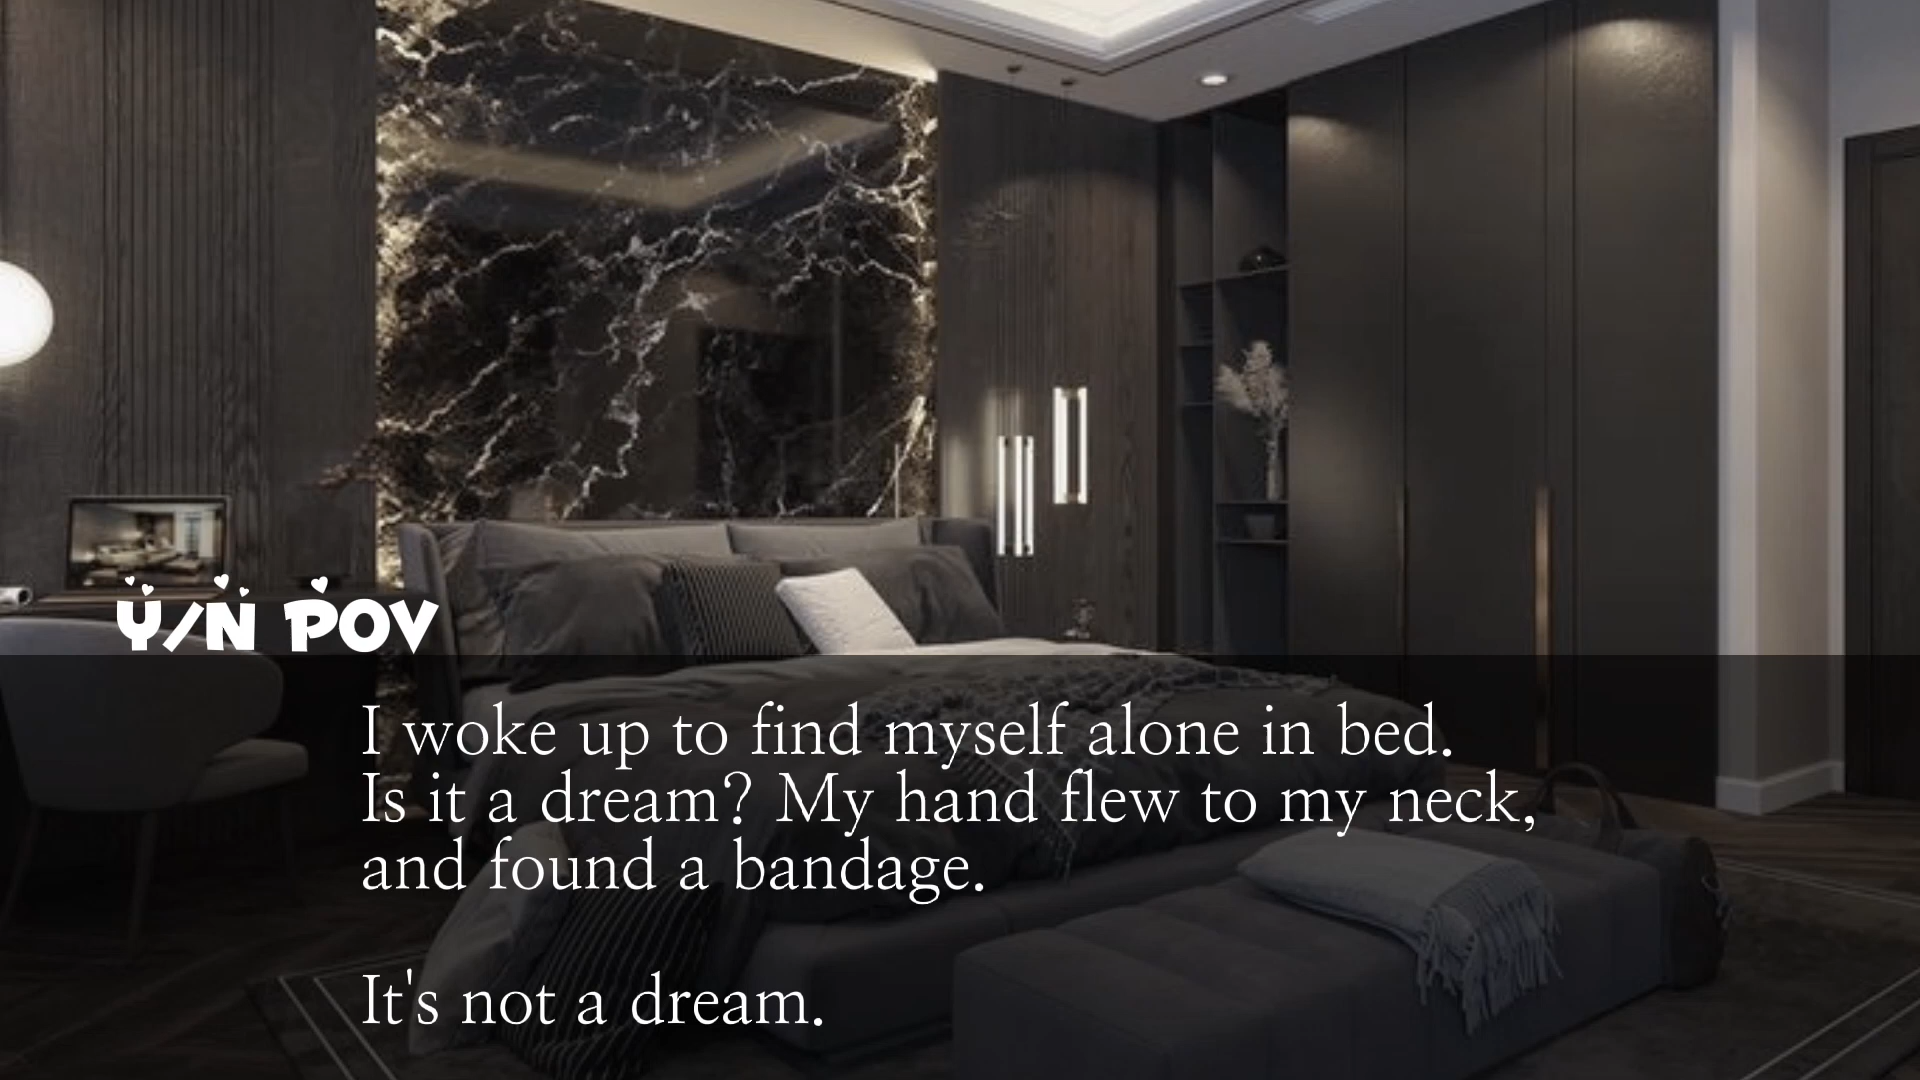 Y/N POV
I woke up to find myself alone in bed.
Is it a dream? My hand flew to my neck,
and found a bandage.
It's not a dream.